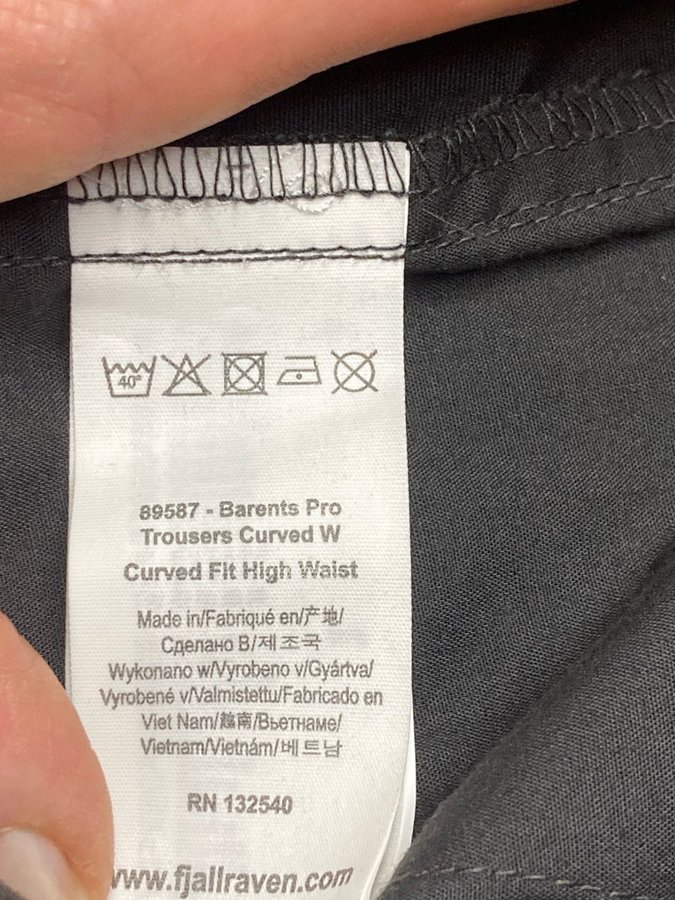 40°
89587 - Barents Pro
Trousers Curved W
Curved Fit High Waist
Made in/Fabriqué en/产地/
Сделано В/제조국
Wykonano w/Vyrobeno v/Gyártva/
Vyrobené v/Valmistettu/Fabricado en
Viet Nam/越南/Вьетнаме/
Vietnam/Vietnám/베트남
RN 132540
www.fjallraven.com